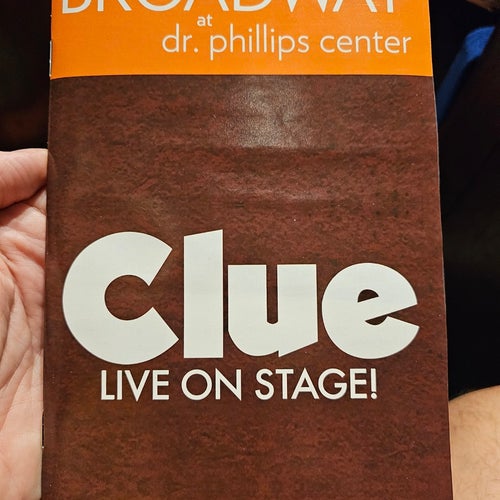 BROADWAY
at
dr. phillips center
Clue
LIVE ON STAGE!